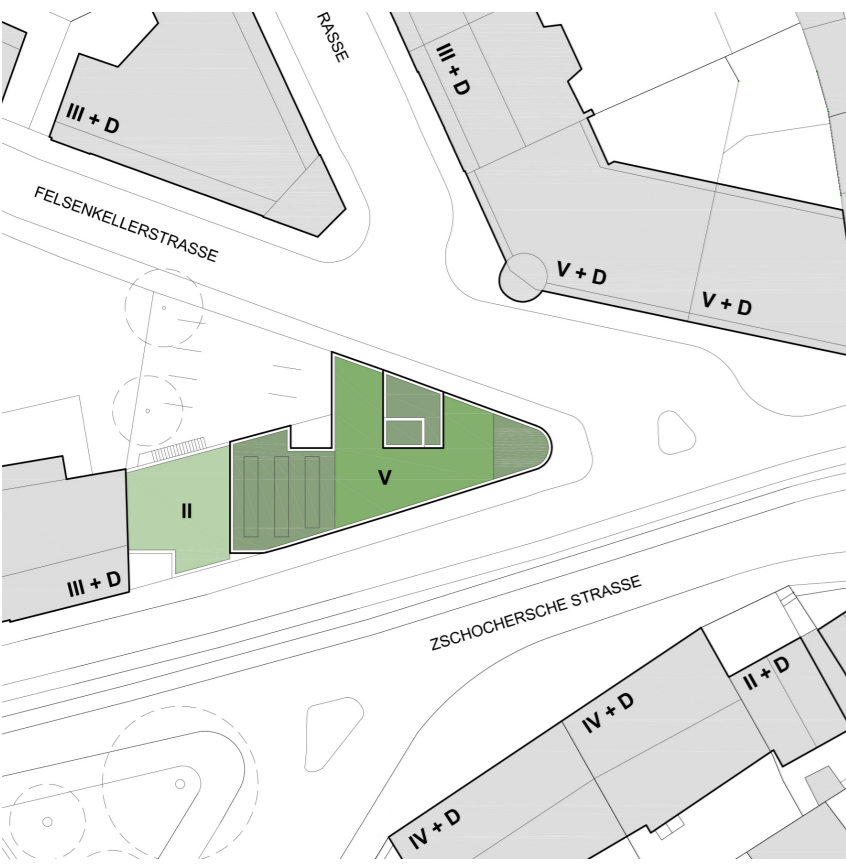 RASSE
III + D
III + D
FELSENKELLERSTRASSE
V + D
V + D
V
II
III + D
ZSCHOCHERSCHE STRASSE
II + D
IV + D
IV + D